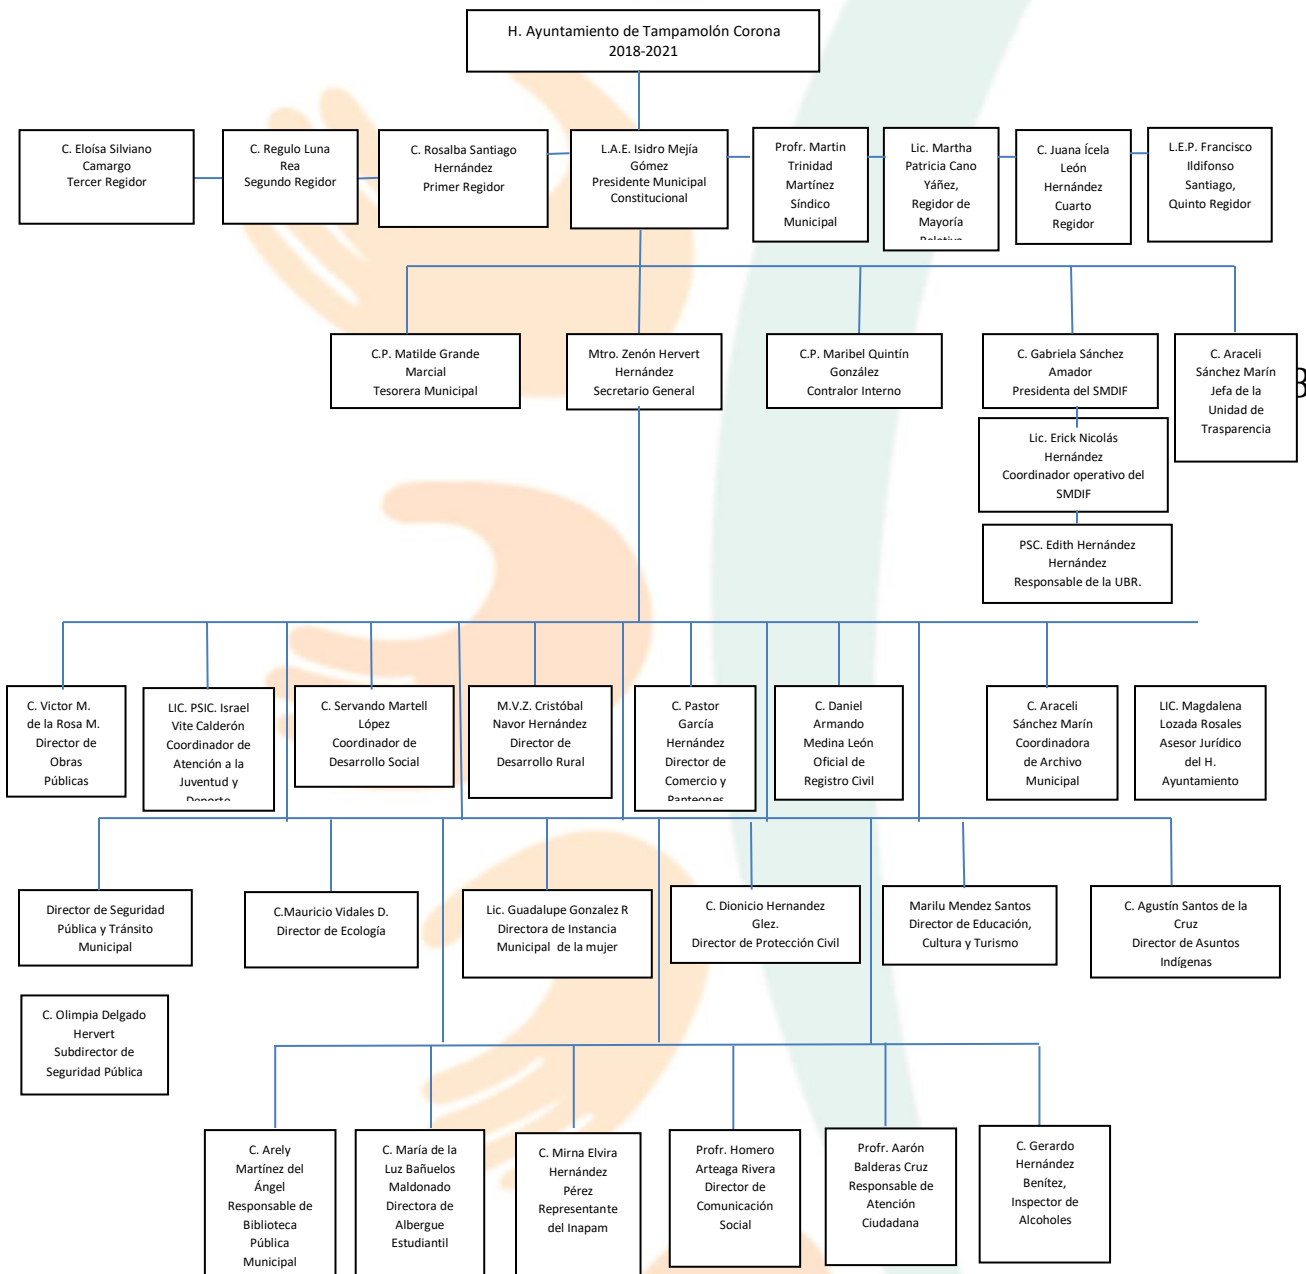 H. Ayuntamiento de Tampamolón Corona
2018-2021
C. Eloísa Silviano
Camargo
Tercer Regidor
C. Regulo Luna
Rea
Segundo Regidor
C. Rosalba Santiago
Hernández
Primer Regidor
L.A.E. Isidro Mejía
Gómez
Presidente Municipal
Constitucional
Profr. Martin
Trinidad
Martínez
Síndico
Municipal
Lic. Martha
Patricia Cano
Yáñez,
Regidor de
Mayoría
Relativa
C. Juana Ícela
León
Hernández
Cuarto
Regidor
L.E.P. Francisco
Ildifonso
Santiago,
Quinto Regidor
C.P. Matilde Grande
Marcial
Tesorera Municipal
Mtro. Zenón Hervert
Hernández
Secretario General
C.P. Maribel Quintín
González
Contralor Interno
C. Gabriela Sánchez
Amador
Presidenta del SMDIF
C. Araceli
Sánchez Marín
Jefa de la
Unidad de
Trasparencia
Lic. Erick Nicolás
Hernández
Coordinador operativo del
SMDIF
PSC. Edith Hernández
Hernández
Responsable de la UBR.
C. Victor M.
de la Rosa M.
Director de
Obras
Públicas
LIC. PSIC. Israel
Vite Calderón
Coordinador de
Atención a la
Juventud y
Deporte
C. Servando Martell
López
Coordinador de
Desarrollo Social
M.V.Z. Cristóbal
Navor Hernández
Director de
Desarrollo Rural
C. Pastor
García
Hernández
Director de
Comercio y
Panteones
C. Daniel
Armando
Medina León
Oficial de
Registro Civil
C. Araceli
Sánchez Marín
Coordinadora
de Archivo
Municipal
LIC. Magdalena
Lozada Rosales
Asesor Jurídico
del H.
Ayuntamiento
Director de Seguridad
Pública y Tránsito
Municipal
C.Mauricio Vidales D.
Director de Ecología
Lic. Guadalupe Gonzalez R
Directora de Instancia
Municipal de la mujer
C. Dionicio Hernandez
Glez.
Director de Protección Civil
Marilu Mendez Santos
Director de Educación,
Cultura y Turismo
C. Agustín Santos de la
Cruz
Director de Asuntos
Indígenas
C. Olimpia Delgado
Hervert
Subdirector de
Seguridad Pública
C. Arely
Martínez del
Ángel
Responsable de
Biblioteca
Pública
Municipal
C. María de la
Luz Bañuelos
Maldonado
Directora de
Albergue
Estudiantil
C. Mirna Elvira
Hernández
Pérez
Representante
del Inapam
Profr. Homero
Arteaga Rivera
Director de
Comunicación
Social
Profr. Aarón
Balderas Cruz
Responsable de
Atención
Ciudadana
C. Gerardo
Hernández
Benítez,
Inspector de
Alcoholes